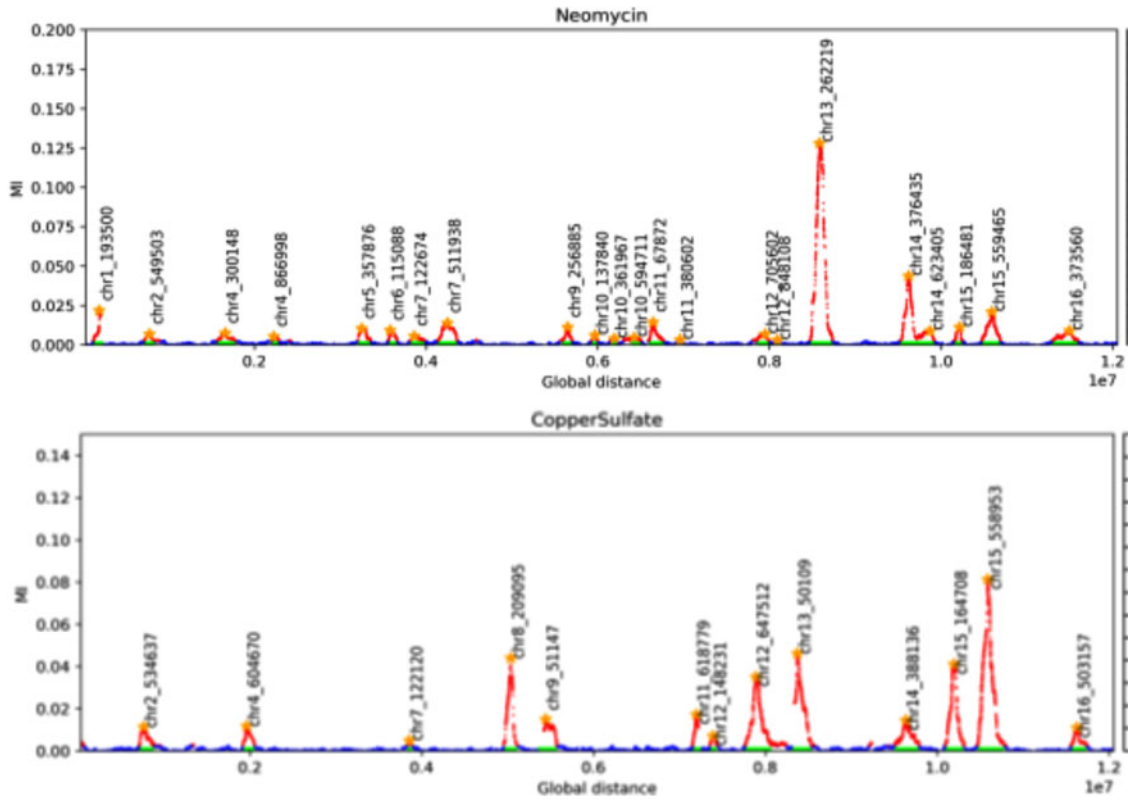 Neomycin
0.200
0.175
0.150
0.125
0.100
0.075
0.050
0.025
0.000
MI
chr1_193500
chr2_549503
chr4_300148
chr4_866998
chr5_357876
chr6_115088
chr7_122674
chr7_511938
chr9_256885
chr10_137840
chr10_361967
chr10_594711
chr11_67872
chr11_380602
chr12_705602
chr12_848108
chr13_262219
chr14_376435
chr14_623405
chr15_186481
chr15_559465
chr16_373560
0.2 0.4 0.6 0.8 1.0 1.2
Global distance
1e7
CopperSulfate
0.14
0.12
0.10
0.08
0.06
0.04
0.02
0.00
MI
chr2_534637
chr4_604670
chr7_122120
chr8_209095
chr9_51147
chr11_618779
chr12_148231
chr12_647512
chr13_50109
chr14_388136
chr15_164708
chr15_558953
chr16_503157
0.2 0.4 0.6 0.8 1.0 1.2
Global distance
1e7